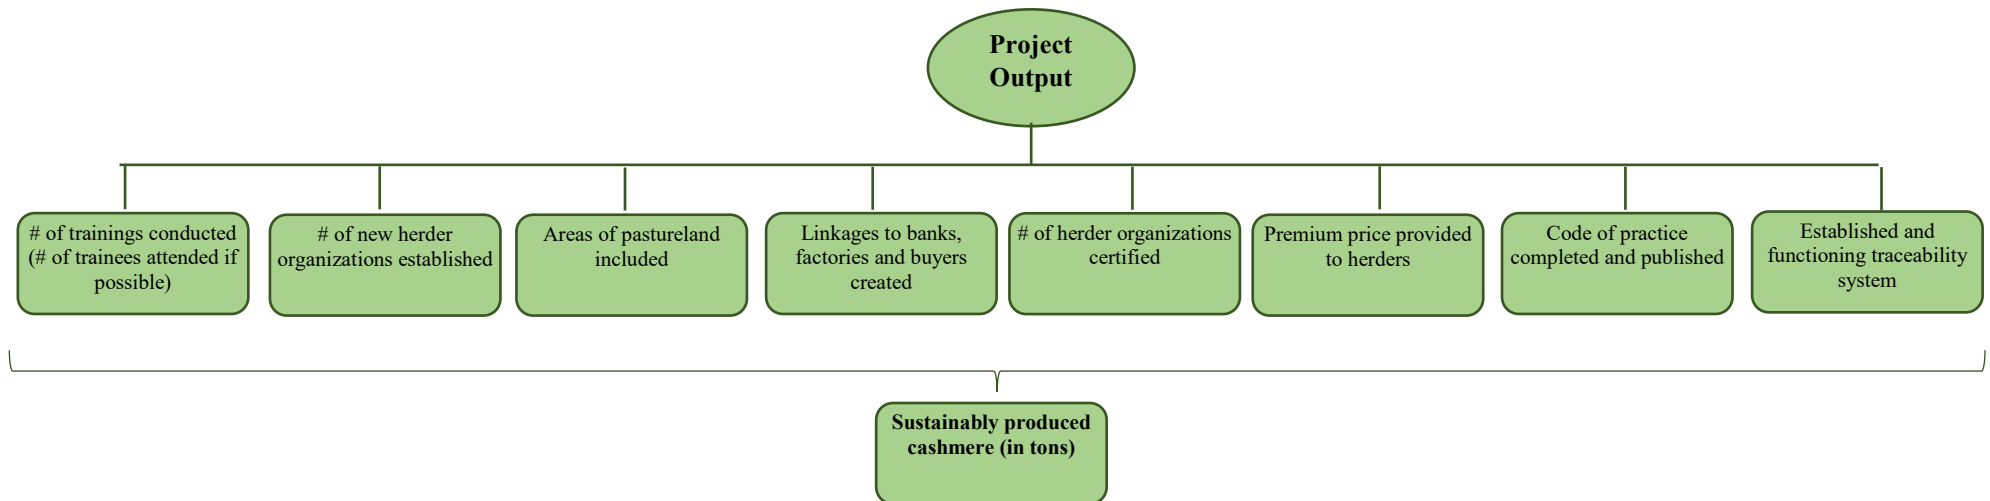 Project
Output
# of trainings conducted
(# of trainees attended if
possible)
# of new herder
organizations established
Areas of pastureland
included
Linkages to banks,
factories and buyers
created
# of herder organizations
certified
Premium price provided
to herders
Code of practice
completed and published
Established and
functioning traceability
system
Sustainably produced
cashmere (in tons)